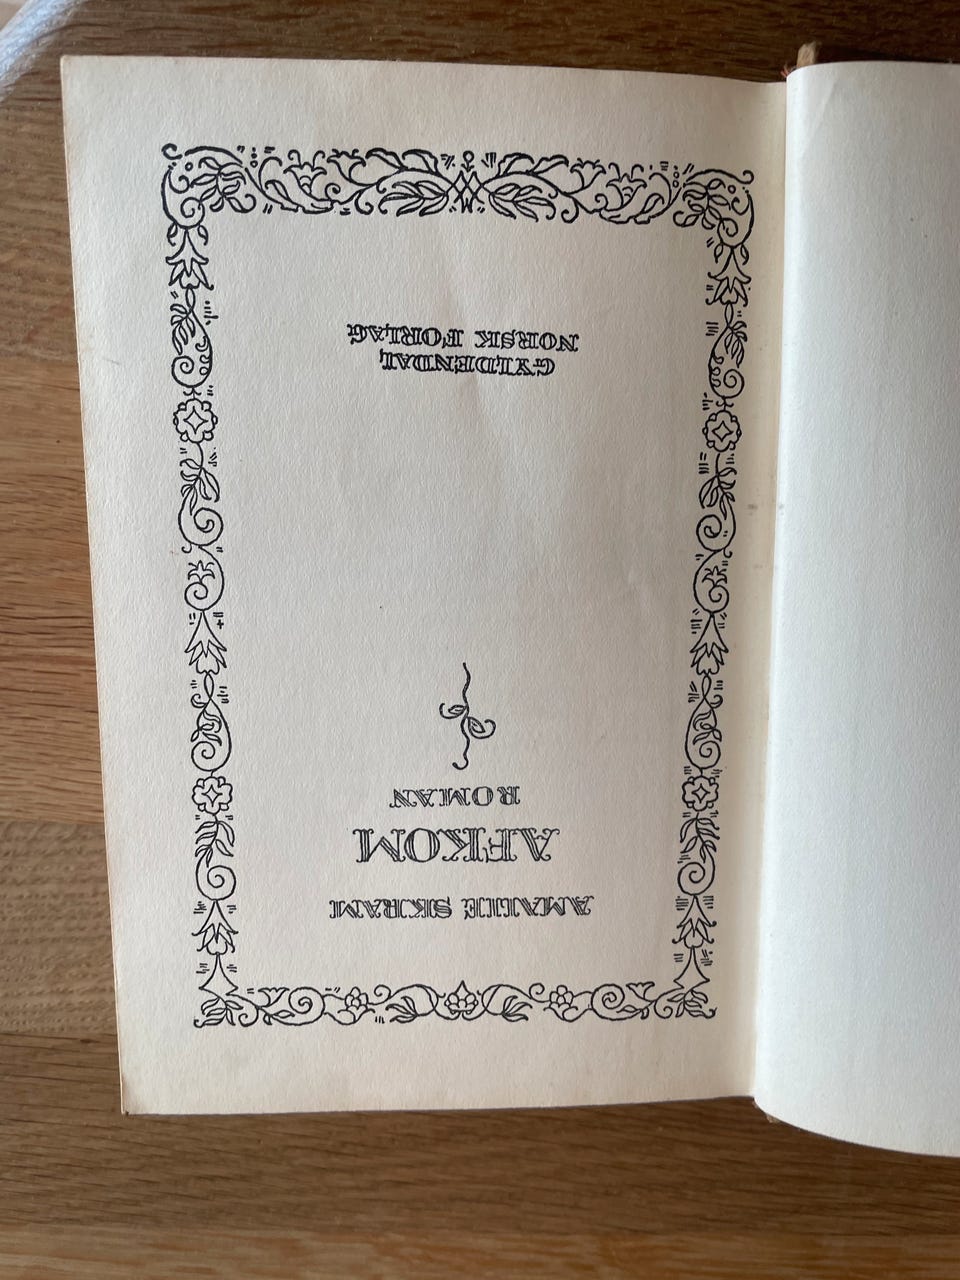 AMALIE SKRAM
AFKOM
ROMAN
GYLDENDAL
NORSK FORLAG